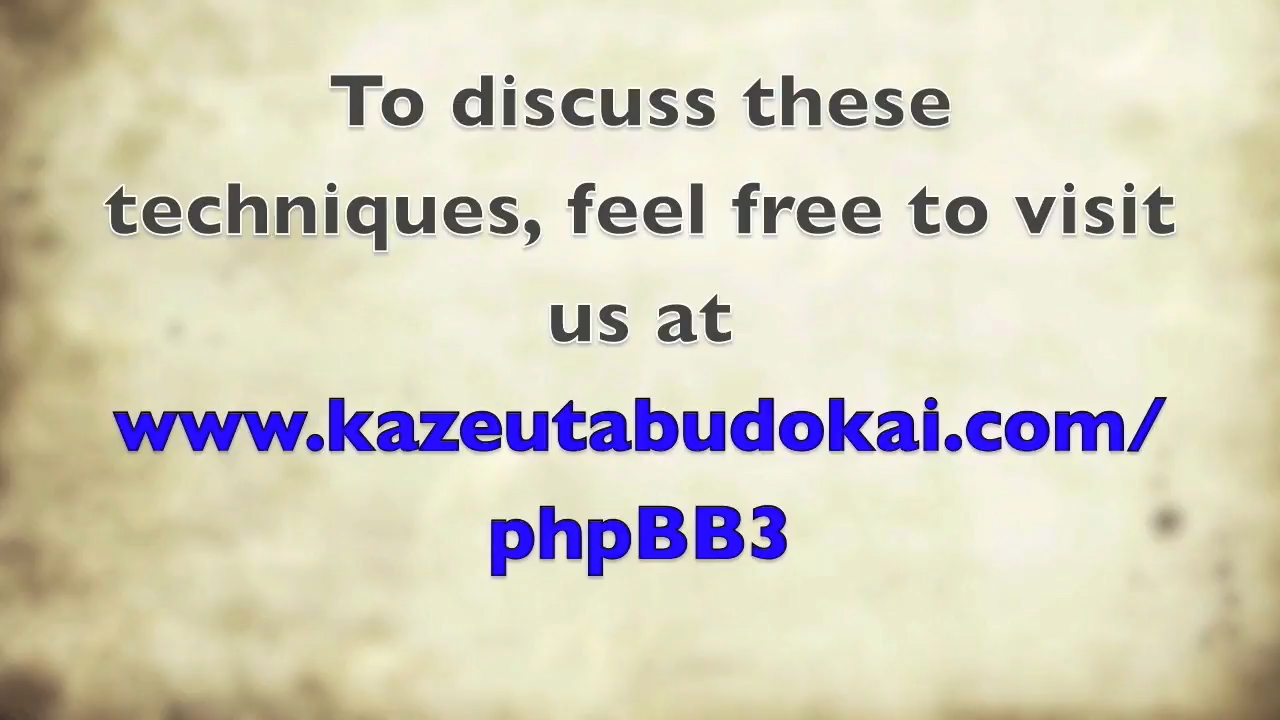 To discuss these
techniques, feel free to visit
us at
www.kazeutabudokai.com/
phpBB3